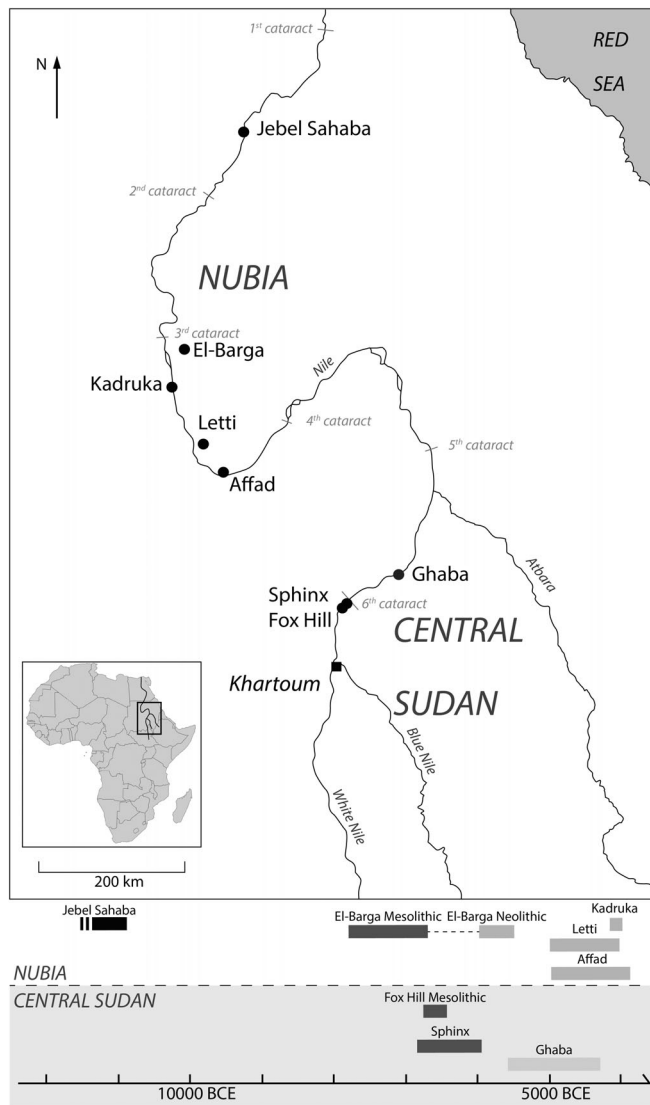 1st cataract
RED
SEA
N
Jebel Sahaba
2nd cataract
NUBIA
3rd cataract
El-Barga
Nile
Kadruka
Letti
4th cataract
5th cataract
Affad
Atbara
Ghaba
Sphinx
6th cataract
Fox Hill
CENTRAL
Khartoum
SUDAN
Blue Nile
White Nile
200 km
Jebel Sahaba
El-Barga Mesolithic
El-Barga Neolithic
Kadruka
Letti
Affad
NUBIA
CENTRAL SUDAN
Fox Hill Mesolithic
Sphinx
Ghaba
10000 BCE
5000 BCE